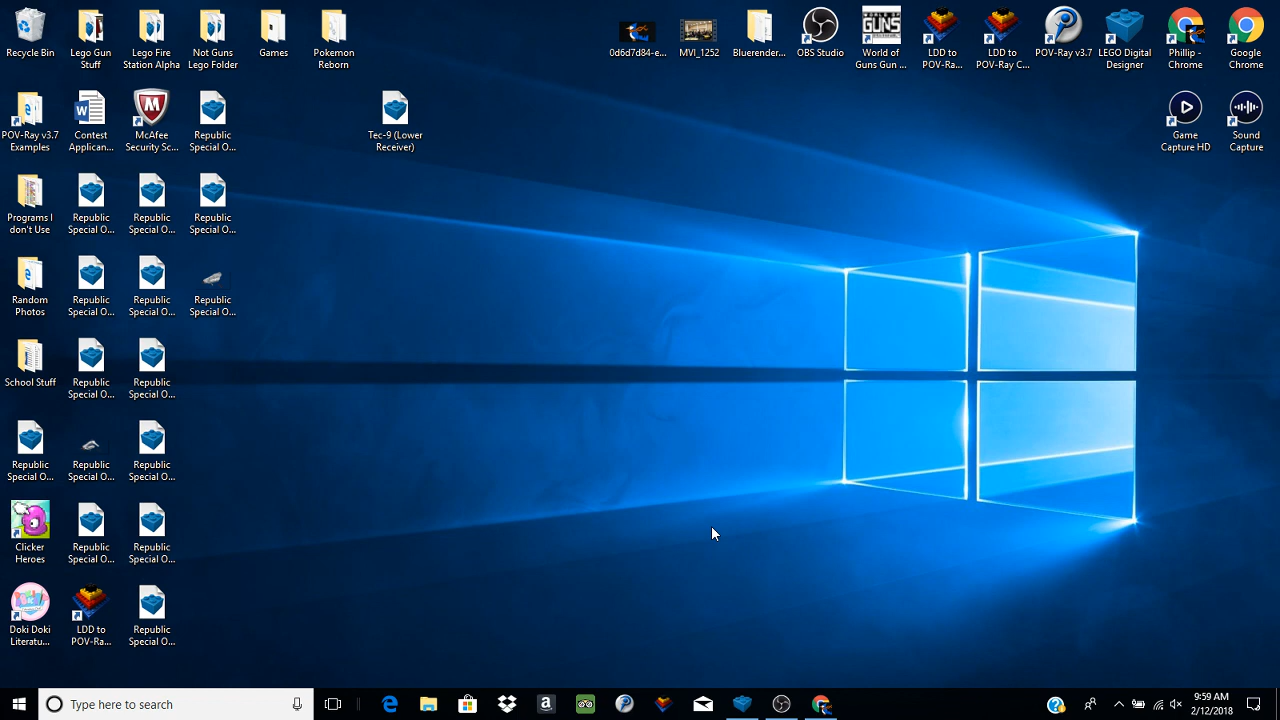 Recycle Bin
Lego Gun
Stuff
Lego Fire
Station Alpha
Not Guns
Lego Folder
Games
Pokemon
Reborn
0d6d7d84-e...
MVI_1252
Bluerender...
OBS Studio
WORLD OF
GUNS
World of
Guns Gun ...
LDD to
POV-Ra...
LDD to
POV-Ray C...
POV-Ray v3.7
LEGO Digital
Designer
Phillip -
Chrome
Google
Chrome
POV-Ray v3.7
Examples
Contest
Applican...
McAfee
Security Sc...
Republic
Special O...
Tec-9 (Lower
Receiver)
Game
Capture HD
Sound
Capture
Programs I
don't Use
Republic
Special O...
Republic
Special O...
Republic
Special O...
Random
Photos
Republic
Special O...
Republic
Special O...
Republic
Special O...
School Stuff
Republic
Special O...
Republic
Special O...
Republic
Special O...
Republic
Special O...
Republic
Special O...
Clicker
Heroes
Republic
Special O...
Republic
Special O...
Doki Doki
Literatu...
LDD to
POV-Ra...
Republic
Special O...
Type here to search
9:59 AM
2/12/2018